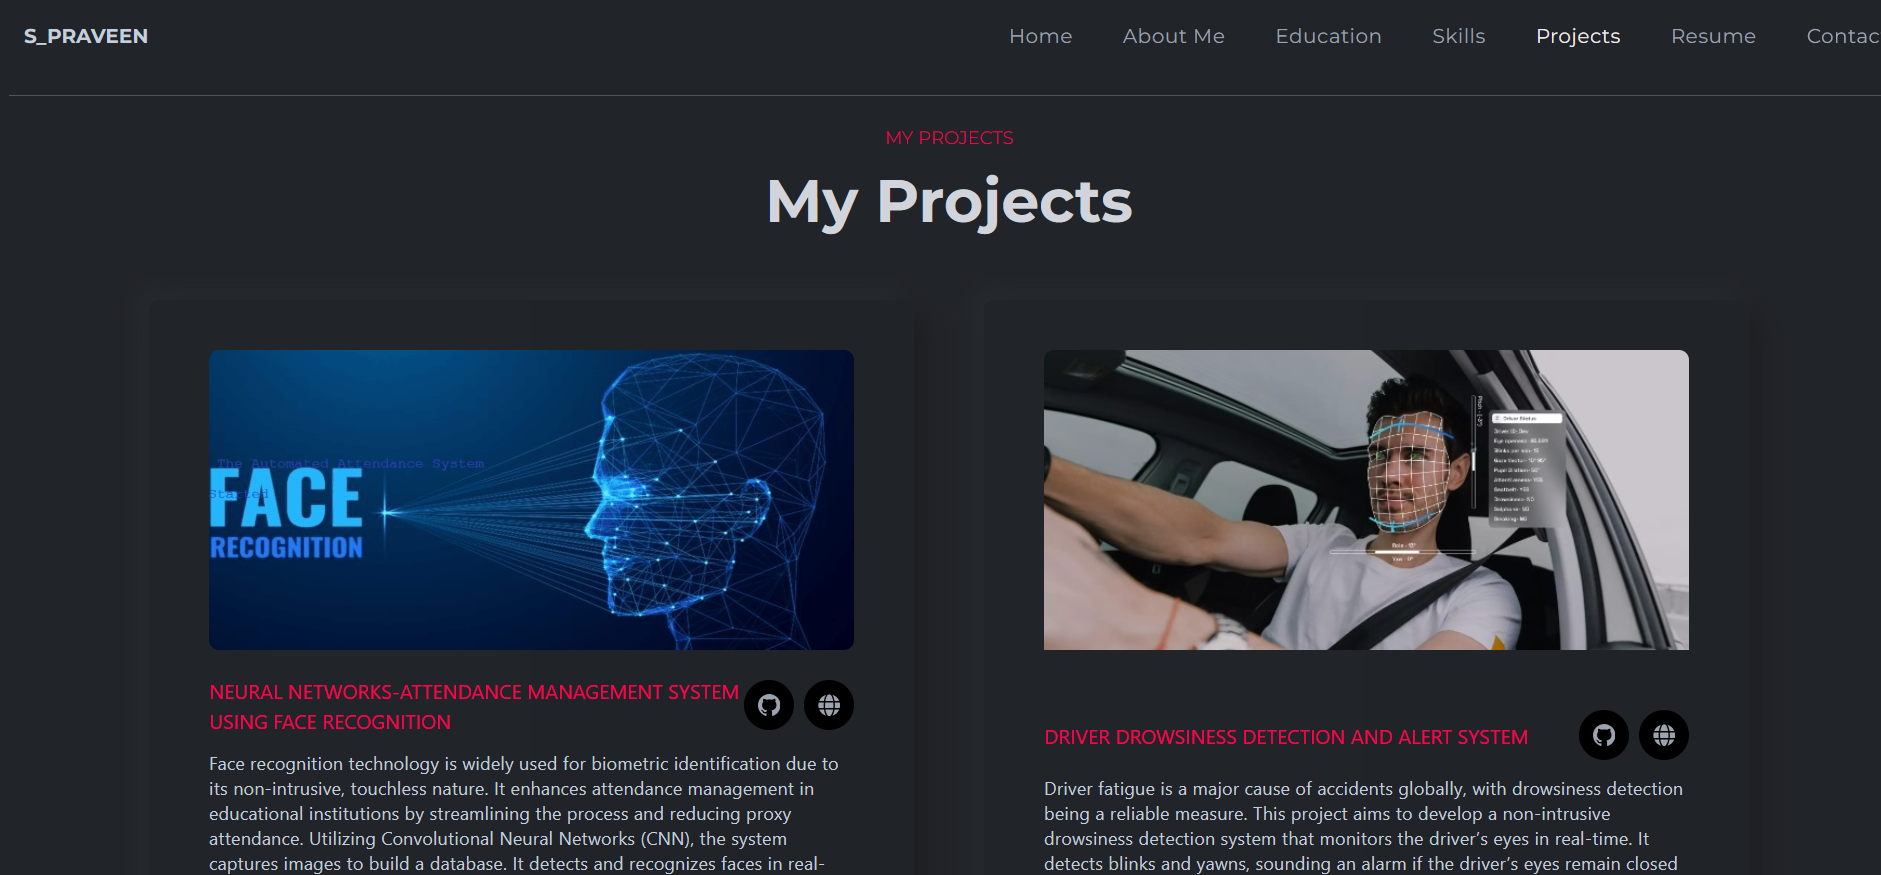 S_PRAVEEN
Home About Me Education Skills Projects Resume Contac
MY PROJECTS
My Projects
The Automated Attendance System
Started
FACE
RECOGNITION
NEURAL NETWORKS-ATTENDANCE MANAGEMENT SYSTEM
USING FACE RECOGNITION
Face recognition technology is widely used for biometric identification due to
its non-intrusive, touchless nature. It enhances attendance management in
educational institutions by streamlining the process and reducing proxy
attendance. Utilizing Convolutional Neural Networks (CNN), the system
captures images to build a database. It detects and recognizes faces in real-
Driver Status
DRIVER DROWSINESS DETECTION AND ALERT SYSTEM
Driver fatigue is a major cause of accidents globally, with drowsiness detection
being a reliable measure. This project aims to develop a non-intrusive
drowsiness detection system that monitors the driver’s eyes in real-time. It
detects blinks and yawns, sounding an alarm if the driver’s eyes remain closed